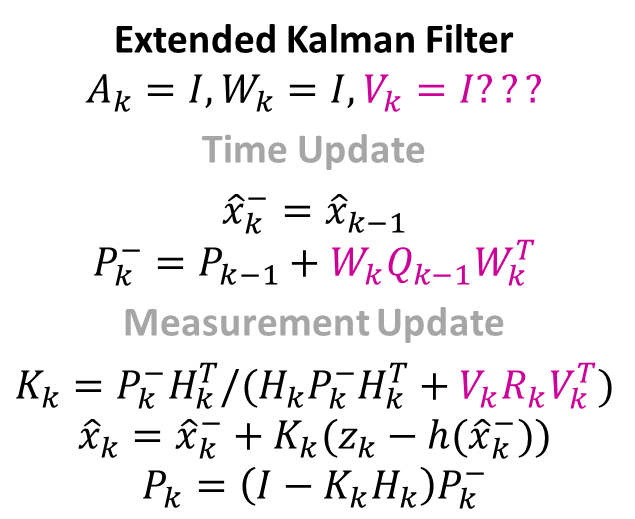 Extended Kalman Filter
A_k = I, W_k = I, V_k = I???
Time Update
x̂_k^- = x̂_{k-1}
P_k^- = P_{k-1} + W_k Q_{k-1} W_k^T
Measurement Update
K_k = P_k^- H_k^T /(H_k P_k^- H_k^T + V_k R_k V_k^T)
x̂_k = x̂_k^- + K_k(z_k − h(x̂_k^-))
P_k = (I − K_k H_k)P_k^-